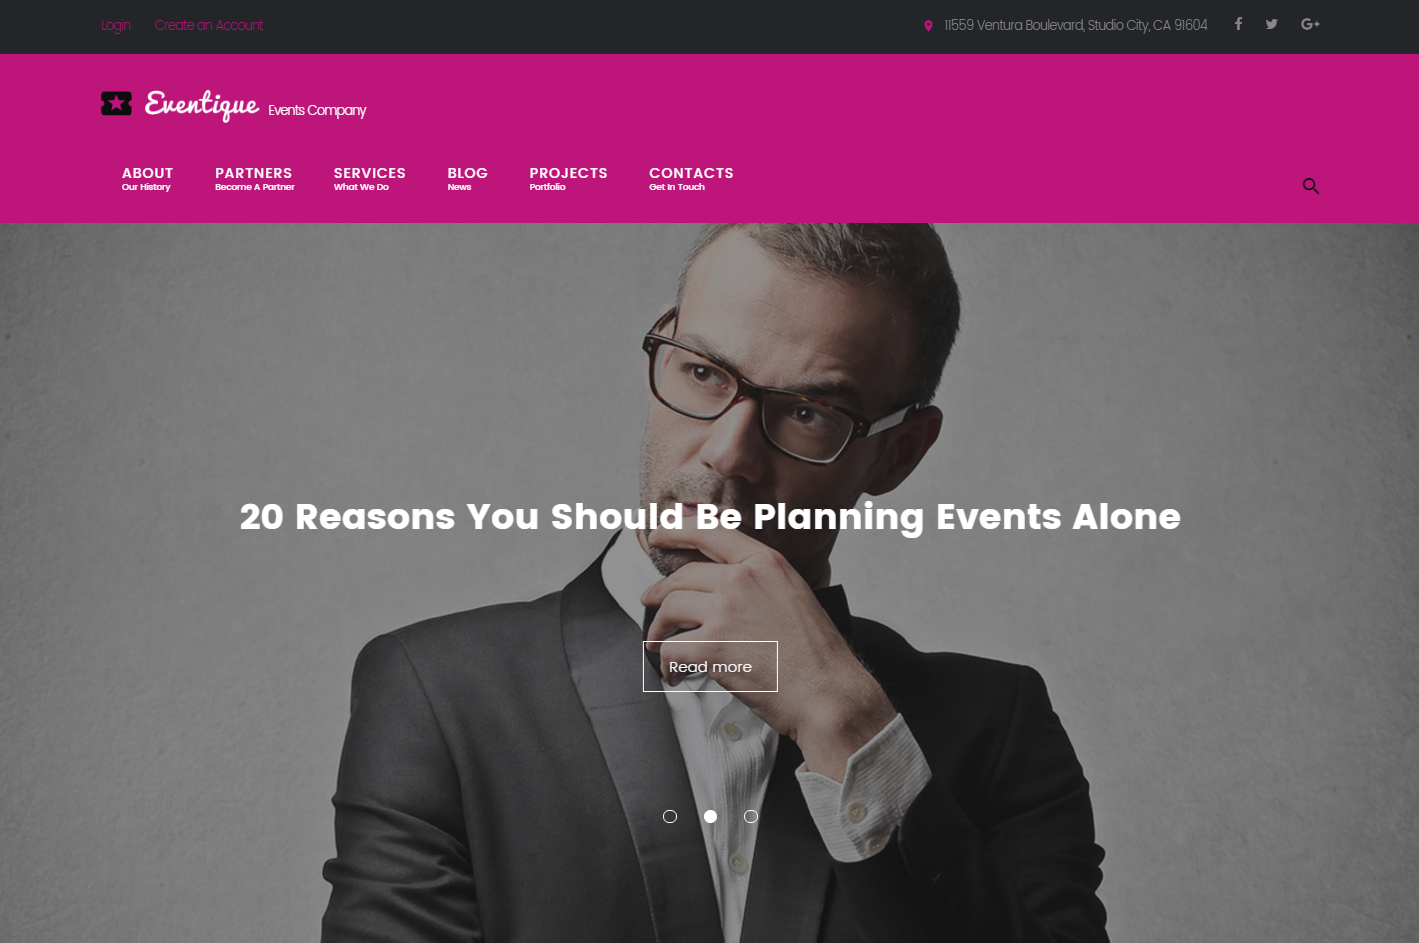 Login Create an Account 11559 Ventura Boulevard, Studio City, CA 91604
Eventique Events Company
ABOUT PARTNERS SERVICES BLOG PROJECTS CONTACTS
Our History Become A Partner What We Do News Portfolio Get In Touch
20 Reasons You Should Be Planning Events Alone
Read more